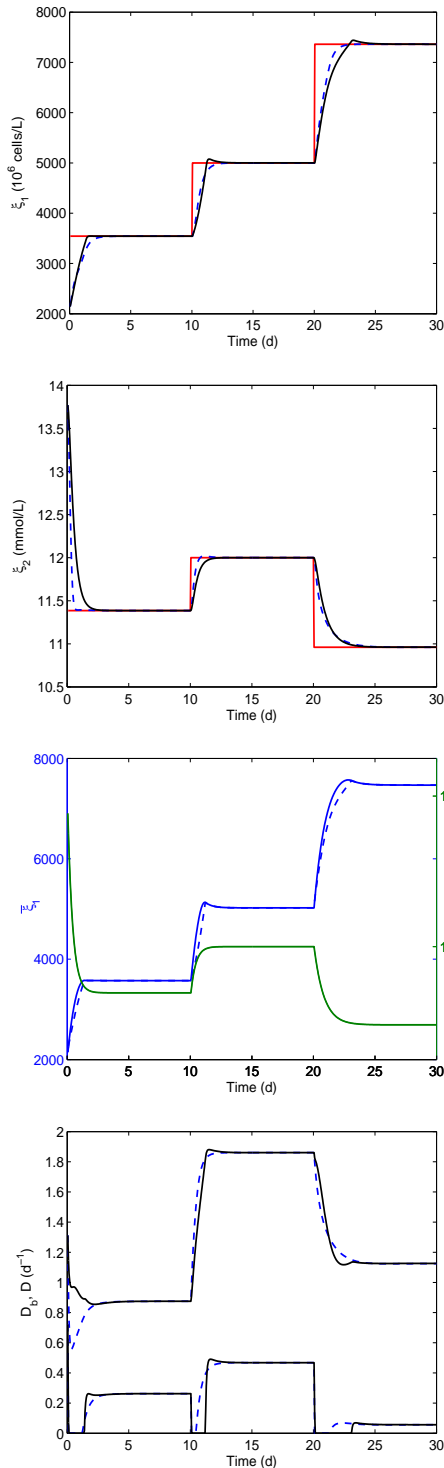 8000
7000
6000
5000
4000
3000
2000
ξ1 (10^6 cells/L)
0 5 10 15 20 25 30
Time (d)
14
13.5
13
12.5
12
11.5
11
10.5
ξ2 (mmol/L)
0 5 10 15 20 25 30
Time (d)
8000
6000
4000
2000
ξ̅1
1
1
0 5 10 15 20 25 30
Time (d)
2
1.8
1.6
1.4
1.2
1
0.8
0.6
0.4
0.2
0
D_b, D (d^-1)
0 5 10 15 20 25 30
Time (d)